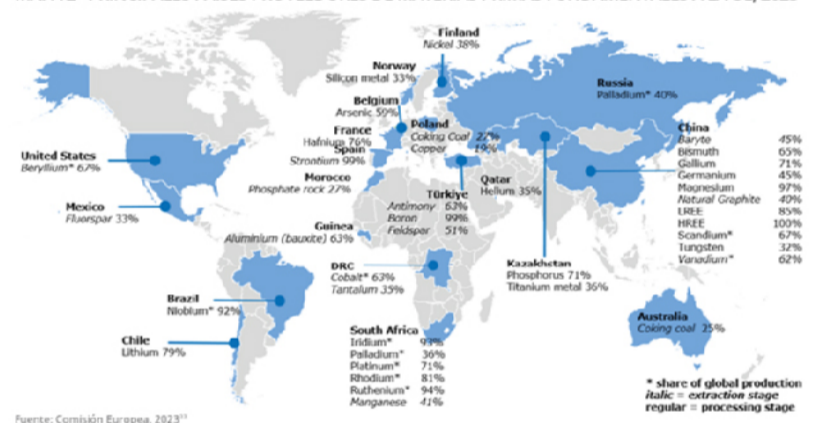 Finland
Nickel 38%
Norway
Silicon metal 33%
Russia
Palladium* 40%
Belgium
Arsenic 59%
Poland
Coking Coal 22%
Copper 19%
France
Hafnium 76%
Spain
Strontium 99%
China
Baryte 45%
Bismuth 65%
Gallium 71%
Germanium 45%
Magnesium 97%
Natural Graphite 40%
LREE 85%
HREE 100%
Scandium* 67%
Tungsten 32%
Vanadium* 62%
United States
Beryllium* 67%
Morocco
Phosphate rock 27%
Qatar
Helium 35%
Türkiye
Antimony 63%
Boron 99%
Feldspar 51%
Mexico
Fluorspar 33%
Guinea
Aluminium (bauxite) 63%
DRC
Cobalt* 63%
Tantalum 35%
Kazakhstan
Phosphorus 71%
Titanium metal 36%
Brazil
Niobium* 92%
Australia
Coking coal 25%
Chile
Lithium 79%
South Africa
Iridium* 93%
Palladium* 36%
Platinum* 71%
Rhodium* 81%
Ruthenium* 94%
Manganese 41%
* share of global production
italic = extraction stage
regular = processing stage
Fuente: Comisión Europea, 2023